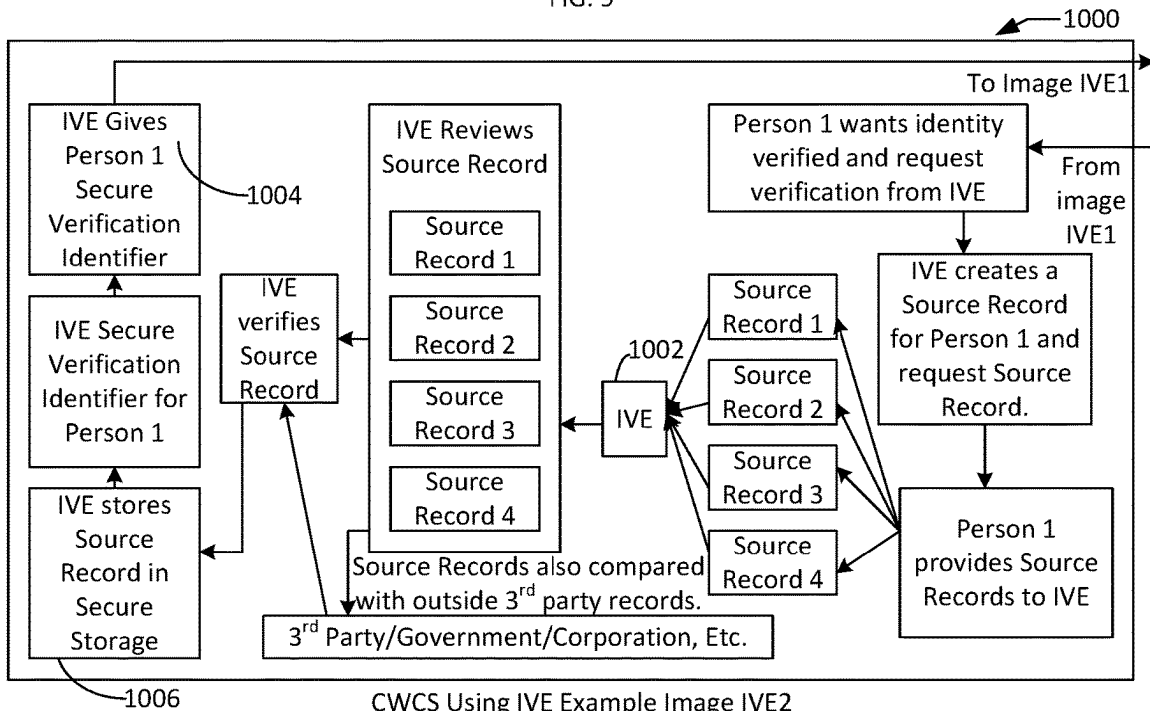 FIG. 9
1000
To Image IVE1
From
image
IVE1
Person 1 wants identity
verified and request
verification from IVE
IVE creates a
Source Record
for Person 1 and
request Source
Record.
Person 1
provides Source
Records to IVE
Source
Record 1
Source
Record 2
Source
Record 3
Source
Record 4
1002
IVE
IVE Reviews
Source Record
Source
Record 1
Source
Record 2
Source
Record 3
Source
Record 4
Source Records also compared
with outside 3rd party records.
3rd Party/Government/Corporation, Etc.
IVE
verifies
Source
Record
IVE stores
Source
Record in
Secure
Storage
1006
IVE Secure
Verification
Identifier for
Person 1
IVE Gives
Person 1
Secure
Verification
Identifier
1004
CWCS Using IVE Example Image IVE2